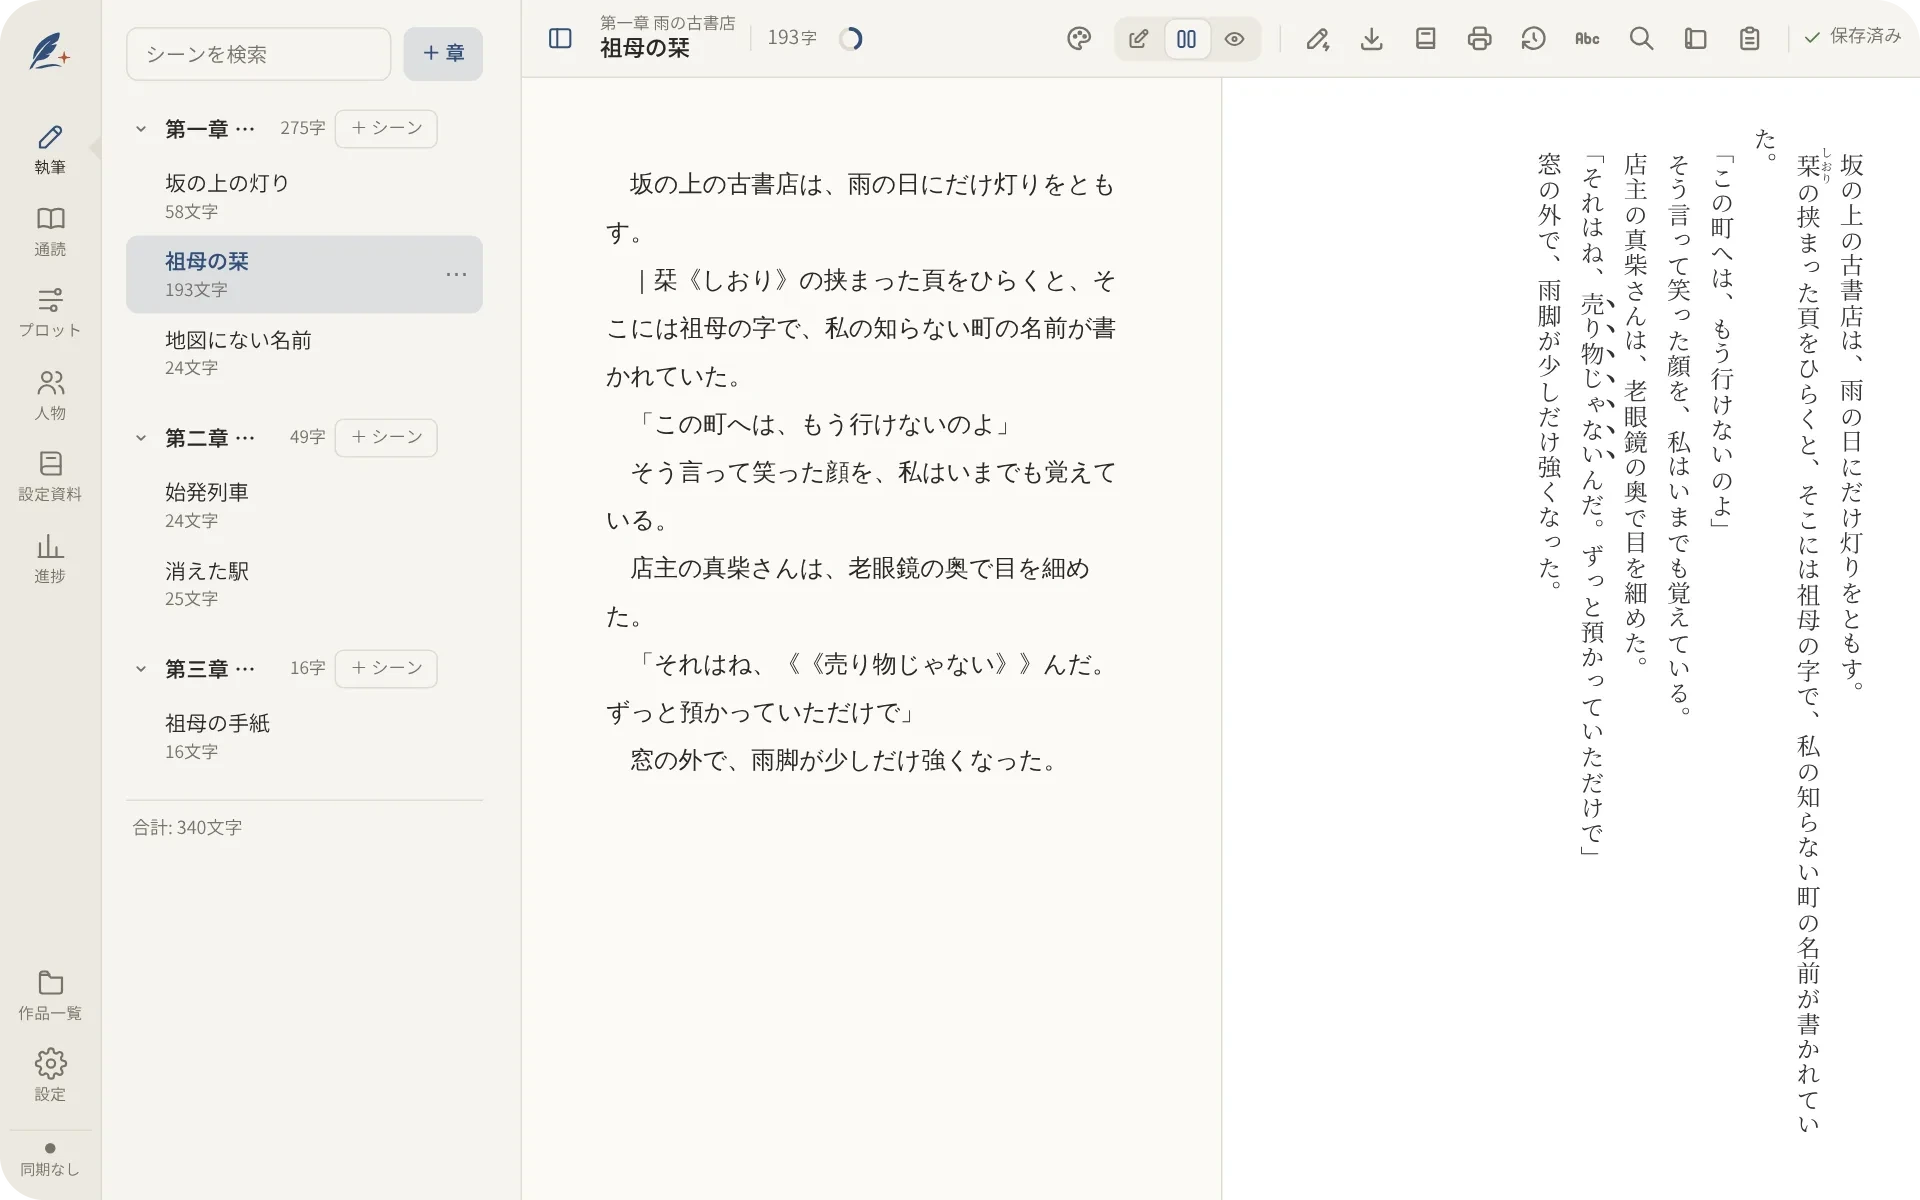 執筆
通読
プロット
人物
設定資料
進捗
作品一覧
設定
同期なし
シーンを検索
＋ 章
第一章 … 275字 ＋ シーン
坂の上の灯り
58文字
祖母の栞
193文字
…
地図にない名前
24文字
第二章 … 49字 ＋ シーン
始発列車
24文字
消えた駅
25文字
第三章 … 16字 ＋ シーン
祖母の手紙
16文字
合計: 340文字
第一章 雨の古書店
祖母の栞
193字
Abc
保存済み
　坂の上の古書店は、雨の日にだけ灯りをとも
す。
　｜栞《しおり》の挟まった頁をひらくと、そ
こには祖母の字で、私の知らない町の名前が書
かれていた。
　「この町へは、もう行けないのよ」
　そう言って笑った顔を、私はいまでも覚えて
いる。
　店主の真柴さんは、老眼鏡の奥で目を細め
た。
　「それはね、《《売り物じゃない》》んだ。
ずっと預かっていただけで」
　窓の外で、雨脚が少しだけ強くなった。
　坂の上の古書店は、雨の日にだけ灯りをともす。
しおり
　栞の挟まった頁をひらくと、そこには祖母の字で、私の知らない町の名前が書かれてい
た。
　「この町へは、もう行けないのよ」
　そう言って笑った顔を、私はいまでも覚えている。
　店主の真柴さんは、老眼鏡の奥で目を細めた。
　「それはね、売り物じゃないんだ。ずっと預かっていただけで」
　窓の外で、雨脚が少しだけ強くなった。